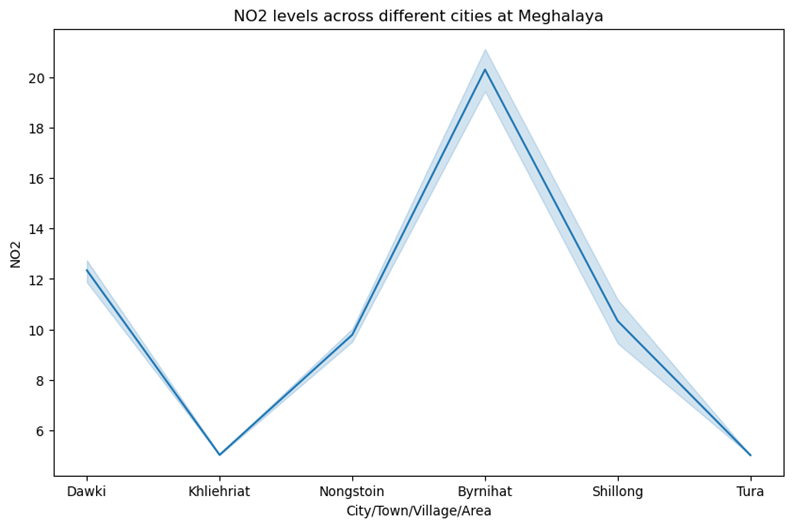 NO2 levels across different cities at Meghalaya
NO2
20
18
16
14
12
10
8
6
Dawki Khliehriat Nongstoin Byrnihat Shillong Tura
City/Town/Village/Area